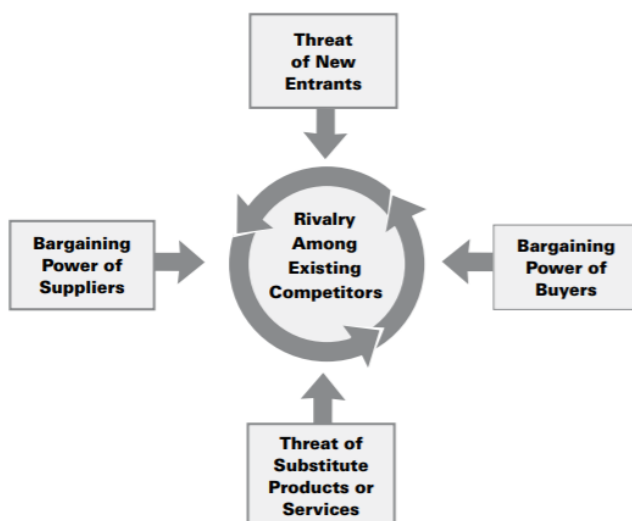 Threat
of New
Entrants
Bargaining
Power of
Suppliers
Rivalry
Among
Existing
Competitors
Bargaining
Power of
Buyers
Threat of
Substitute
Products or
Services